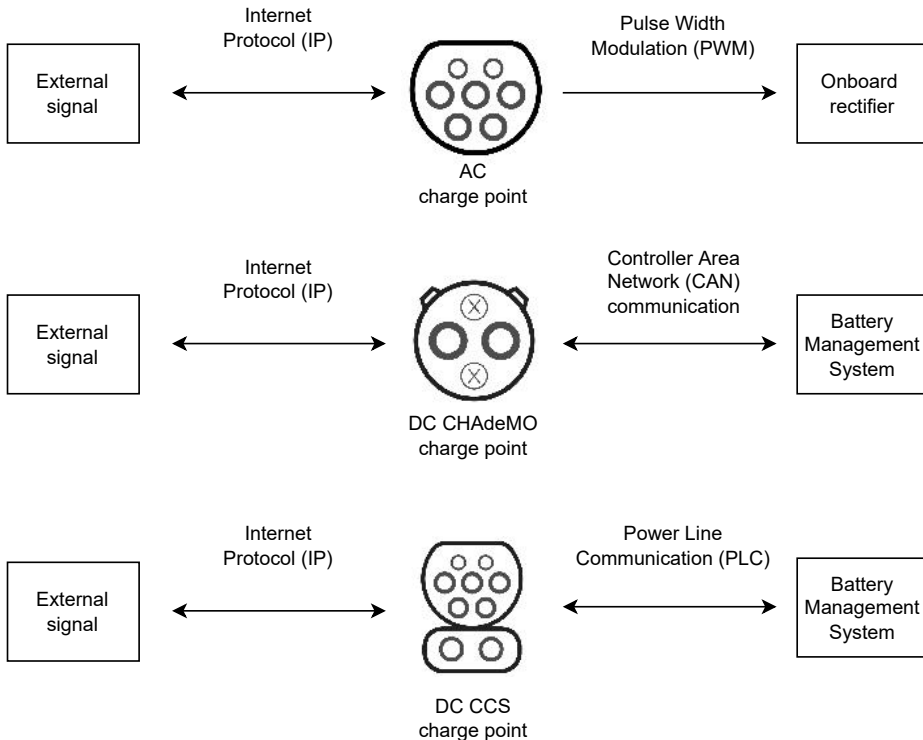 Internet
Protocol (IP)
Pulse Width
Modulation (PWM)
External
signal
Onboard
rectifier
AC
charge point
Internet
Protocol (IP)
Controller Area
Network (CAN)
communication
External
signal
Battery
Management
System
DC CHAdeMO
charge point
Internet
Protocol (IP)
Power Line
Communication (PLC)
External
signal
Battery
Management
System
DC CCS
charge point